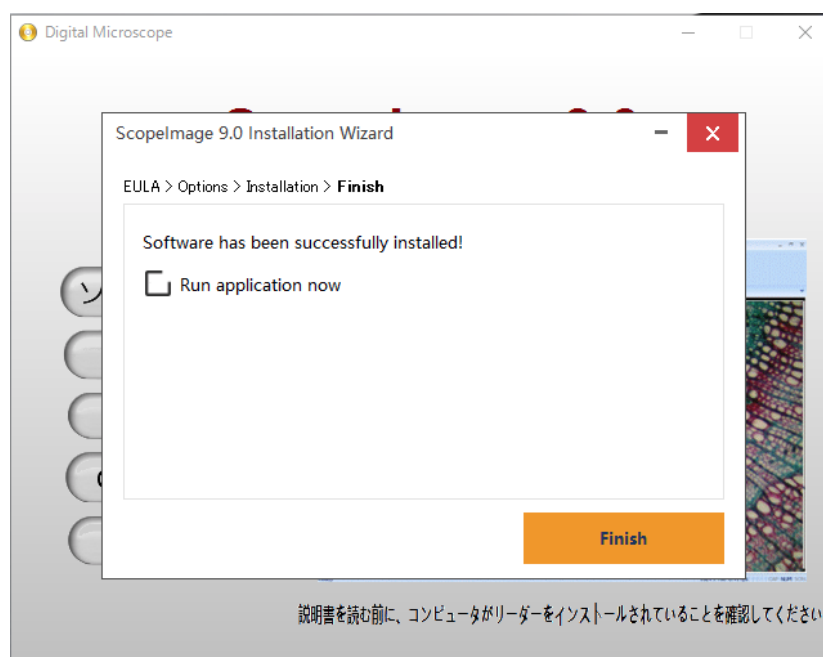 Digital Microscope
ScopeImage 9.0 Installation Wizard
EULA > Options > Installation > Finish
Software has been successfully installed!
Run application now
Finish
説明書を読む前に、コンピュータがリーダーをインストールされていることを確認してください